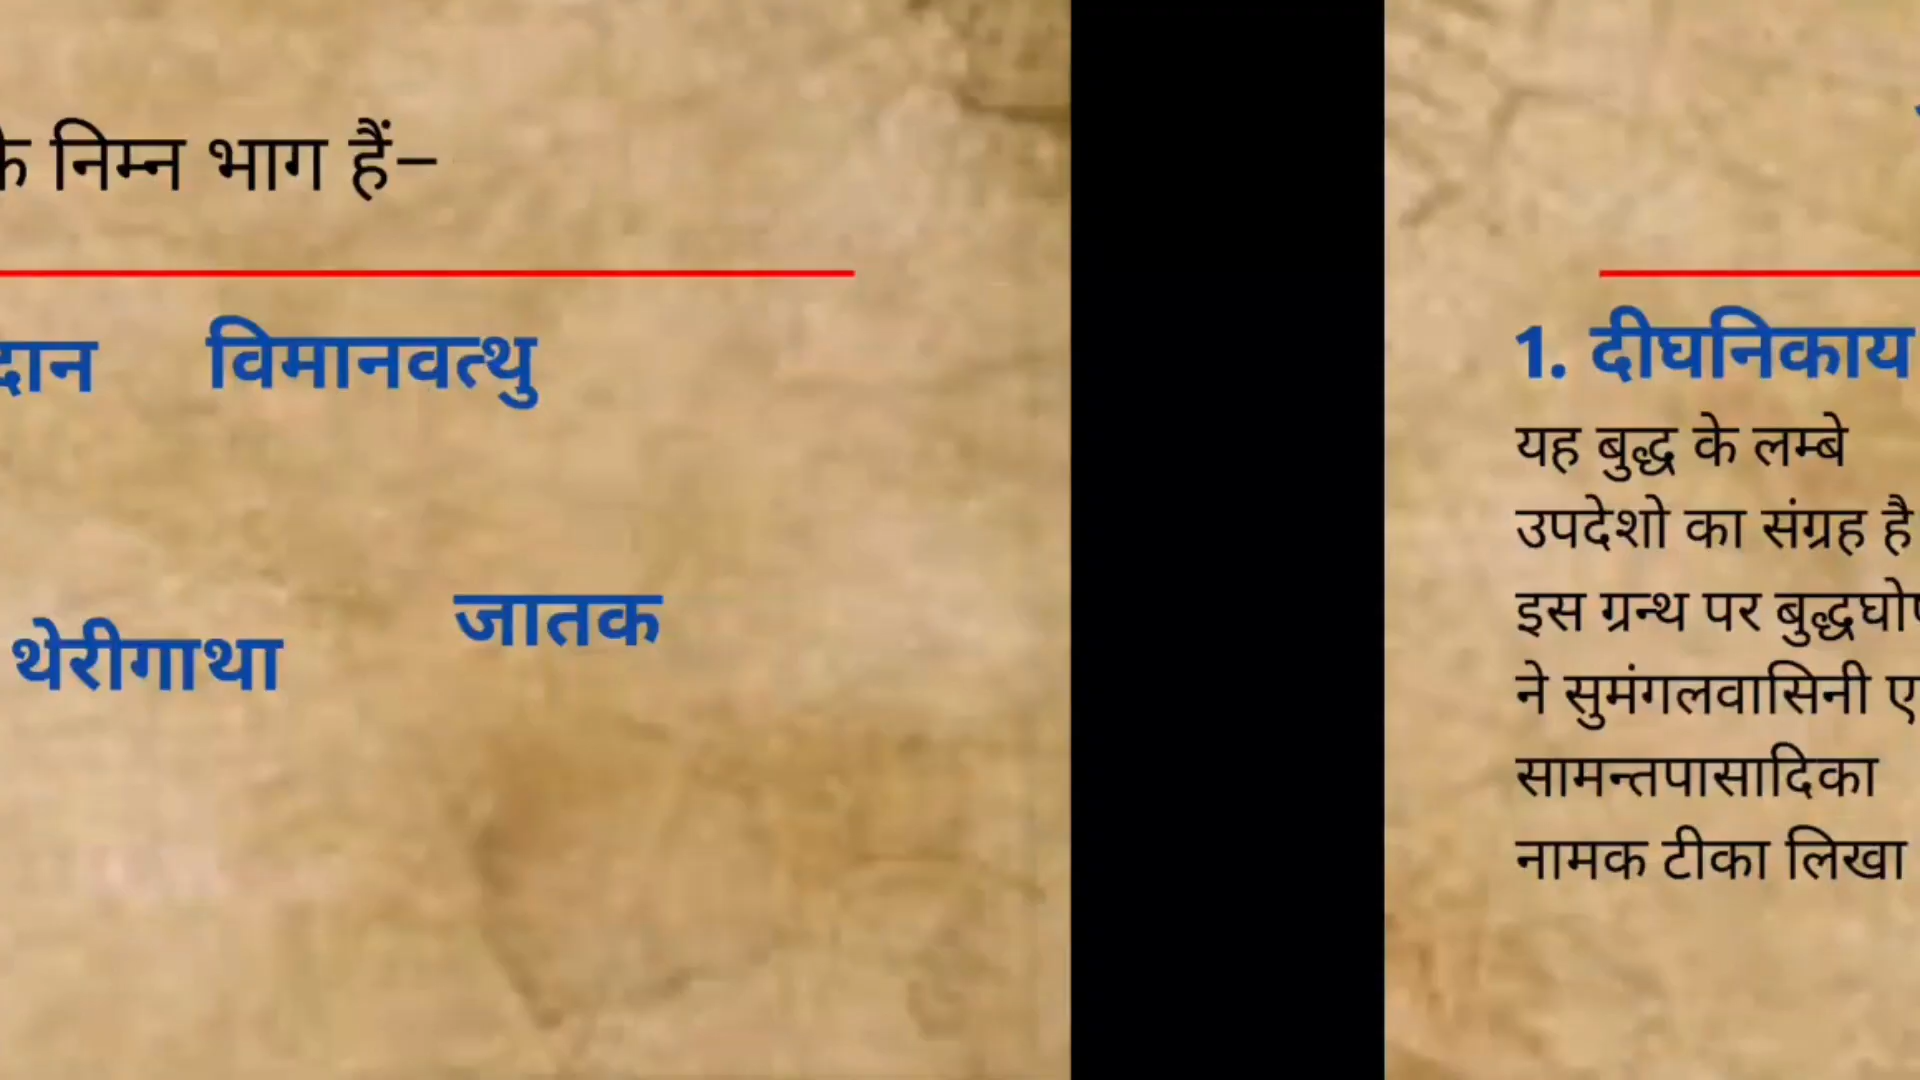 निम्न भाग हैं–
विमानवत्थु
थेरीगाथा
जातक
1. दीघनिकाय
यह बुद्ध के लम्बे
उपदेशो का संग्रह है
इस ग्रन्थ पर
ने सुमंगलवासिनी
सामन्तपासादिका
नामक टीका लिखा